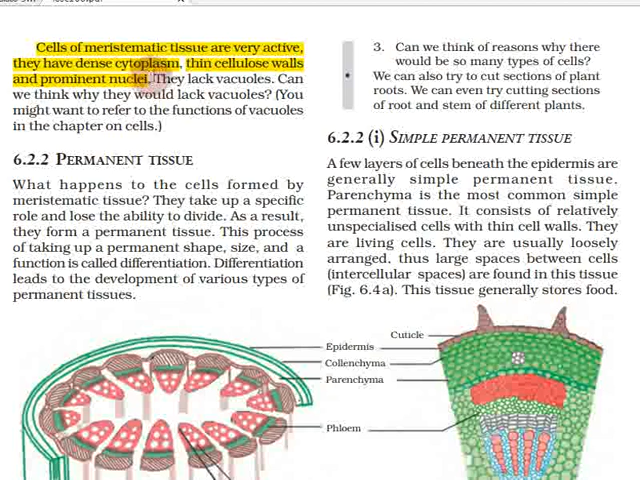 Cells of meristematic tissue are very active,
they have dense cytoplasm, thin cellulose walls
and prominent nuclei. They lack vacuoles. Can
we think why they would lack vacuoles? (You
might want to refer to the functions of vacuoles
in the chapter on cells.)
6.2.2 PERMANENT TISSUE
What happens to the cells formed by
meristematic tissue? They take up a specific
role and lose the ability to divide. As a result,
they form a permanent tissue. This process
of taking up a permanent shape, size, and a
function is called differentiation. Differentiation
leads to the development of various types of
permanent tissues.
3. Can we think of reasons why there
would be so many types of cells?
• We can also try to cut sections of plant
roots. We can even try cutting sections
of root and stem of different plants.
6.2.2 (i) SIMPLE PERMANENT TISSUE
A few layers of cells beneath the epidermis are
generally simple permanent tissue.
Parenchyma is the most common simple
permanent tissue. It consists of relatively
unspecialised cells with thin cell walls. They
are living cells. They are usually loosely
arranged, thus large spaces between cells
(intercellular spaces) are found in this tissue
(Fig. 6.4 a). This tissue generally stores food.
Cuticle
Epidermis
Collenchyma
Parenchyma
Phloem